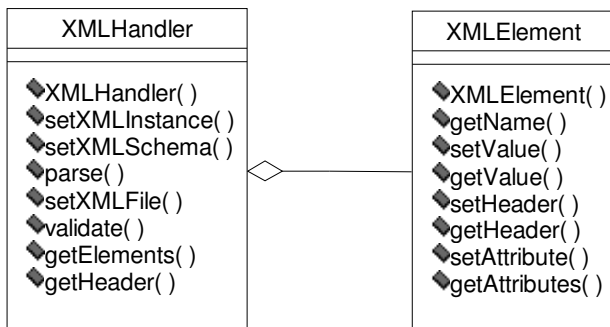 XMLHandler
XMLHandler( )
setXMLInstance( )
setXMLSchema( )
parse( )
setXMLFile( )
validate( )
getElements( )
getHeader( )
XMLElement
XMLElement( )
getName( )
setValue( )
getValue( )
setHeader( )
getHeader( )
setAttribute( )
getAttributes( )